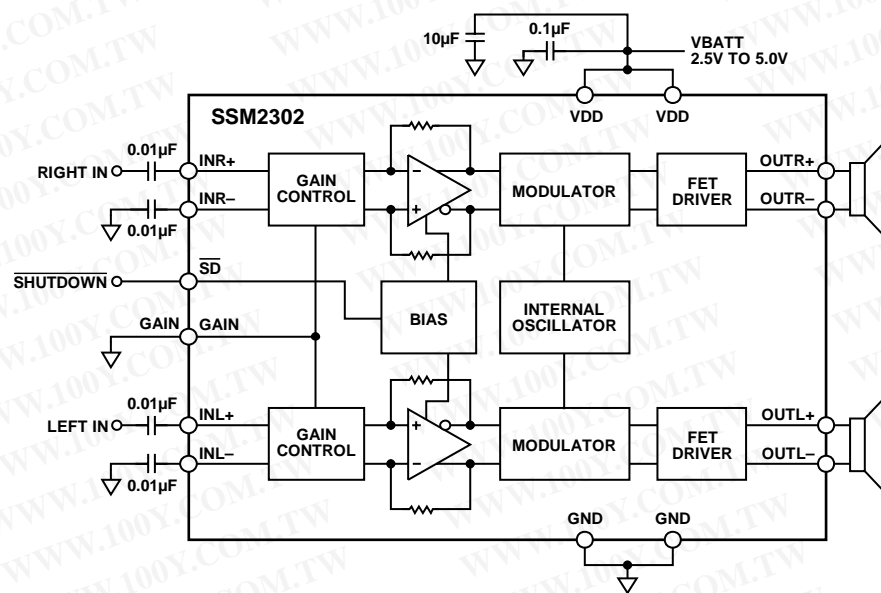 10µF
0.1µF
VBATT
2.5V TO 5.0V
SSM2302
VDD
VDD
0.01µF
RIGHT IN
INR+
INR–
0.01µF
GAIN
CONTROL
MODULATOR
FET
DRIVER
OUTR+
OUTR–
SHUTDOWN
SD
BIAS
INTERNAL
OSCILLATOR
GAIN
GAIN
0.01µF
LEFT IN
INL+
INL–
0.01µF
GAIN
CONTROL
MODULATOR
FET
DRIVER
OUTL+
OUTL–
GND
GND
WWW.100Y.COM.TW